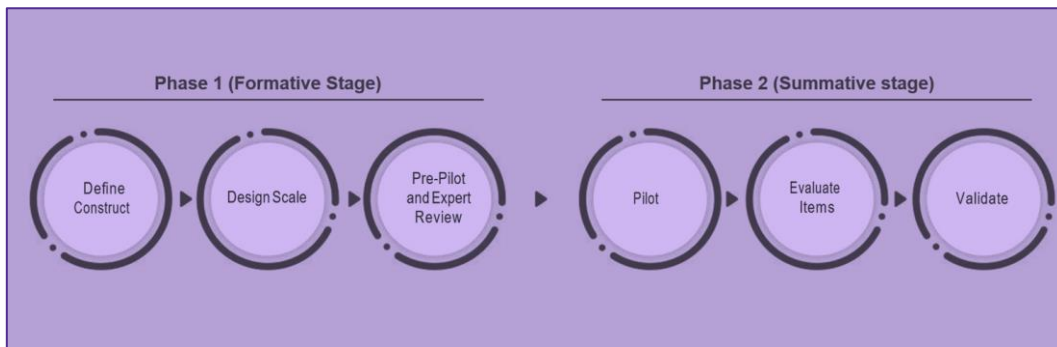 Phase 1 (Formative Stage)
Phase 2 (Summative stage)
Define
Construct
Design Scale
Pre-Pilot
and Expert
Review
Pilot
Evaluate
Items
Validate